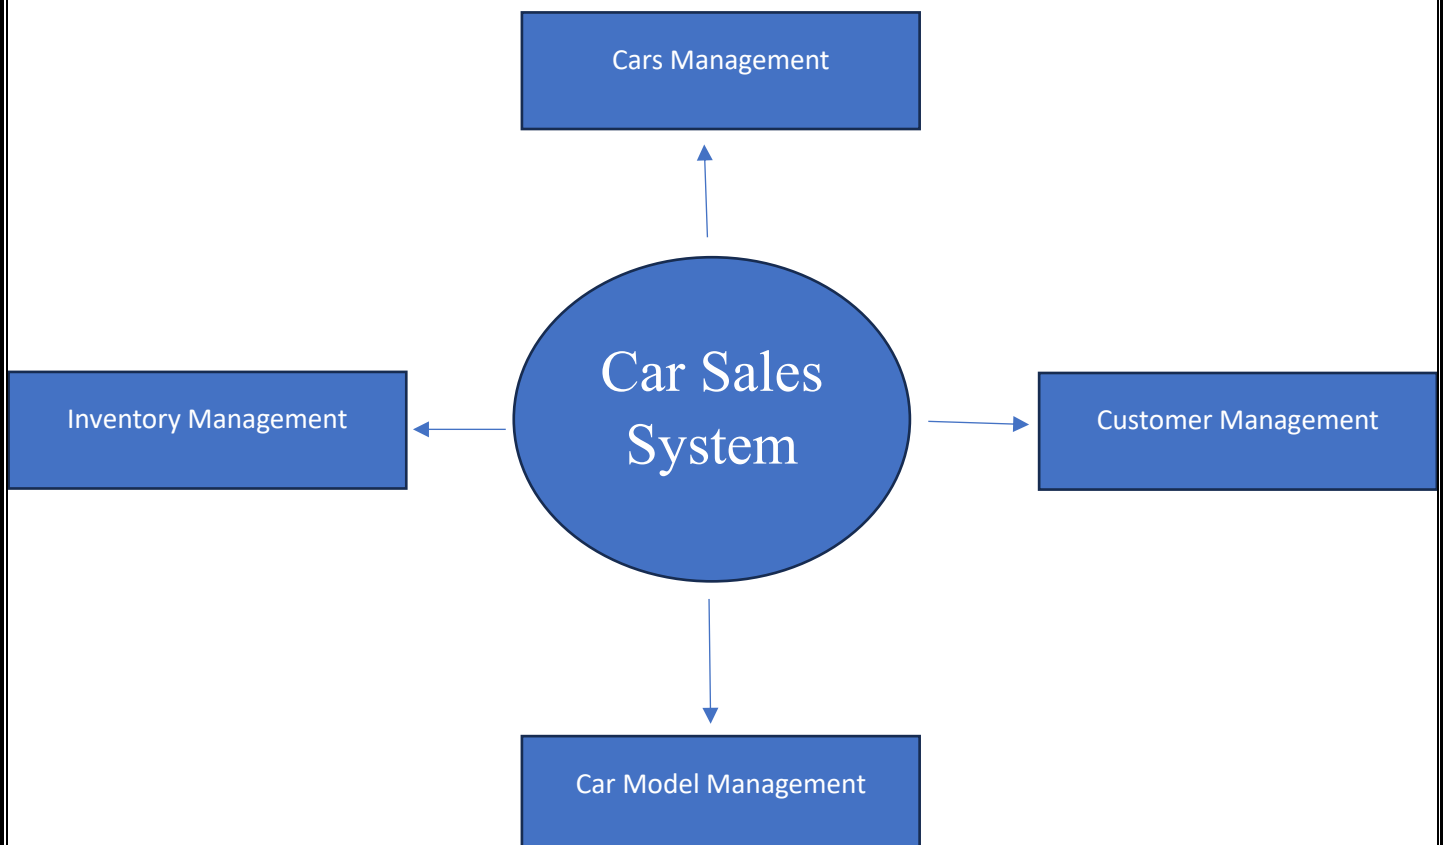 Cars Management
Car Sales
System
Inventory Management
Customer Management
Car Model Management